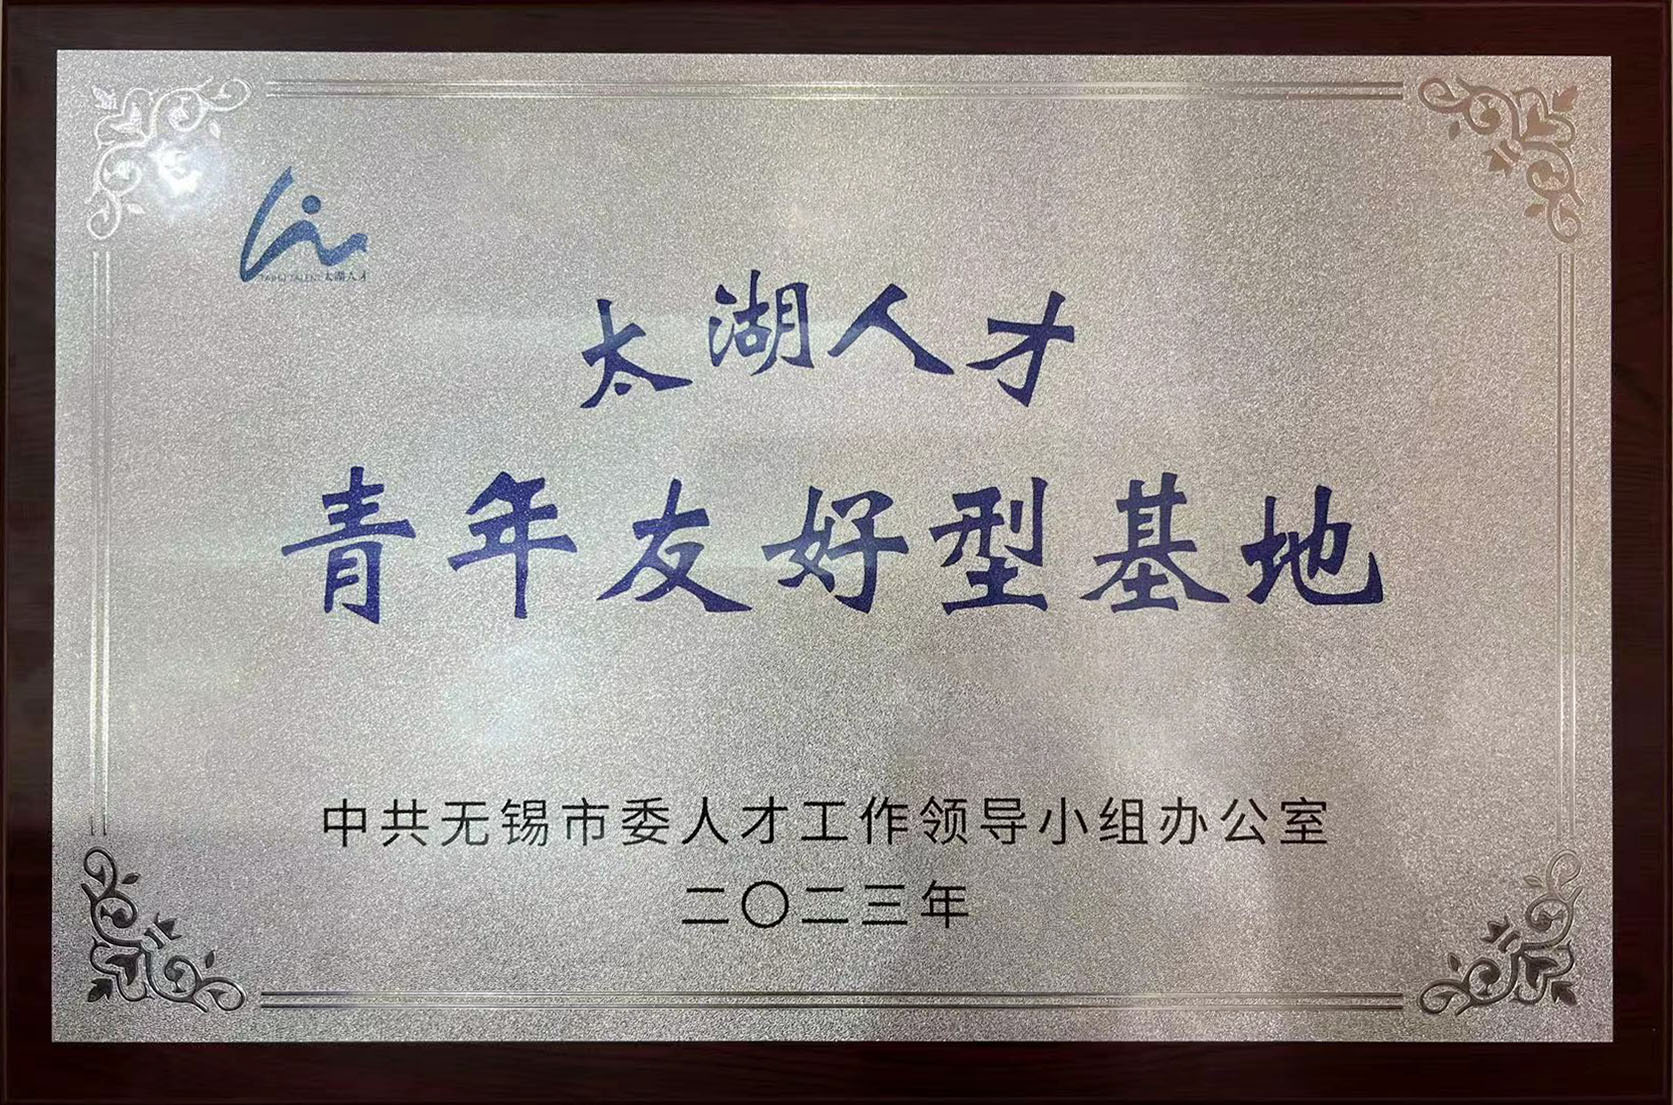 太湖人才
太湖人才
青年友好型基地
中共无锡市委人才工作领导小组办公室
二〇二三年